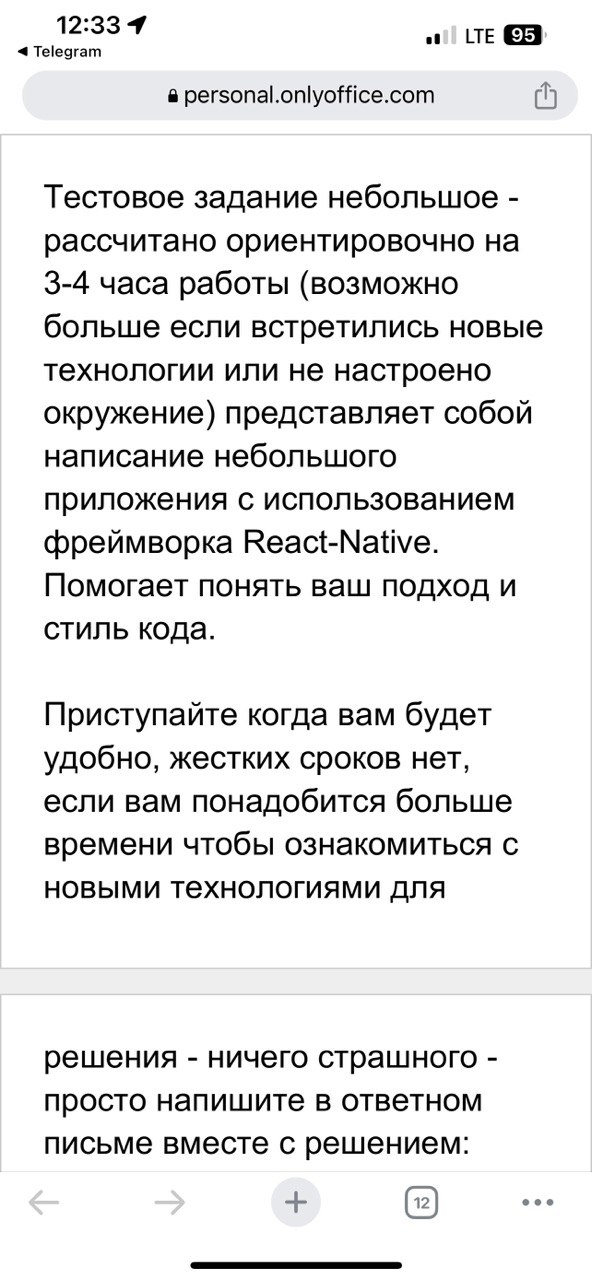 12:33
LTE 95
◀ Telegram
personal.onlyoffice.com
Тестовое задание небольшое -
рассчитано ориентировочно на
3-4 часа работы (возможно
больше если встретились новые
технологии или не настроено
окружение) представляет собой
написание небольшого
приложения с использованием
фреймворка React-Native.
Помогает понять ваш подход и
стиль кода.
Приступайте когда вам будет
удобно, жестких сроков нет,
если вам понадобится больше
времени чтобы ознакомиться с
новыми технологиями для
решения - ничего страшного -
просто напишите в ответном
письме вместе с решением:
12